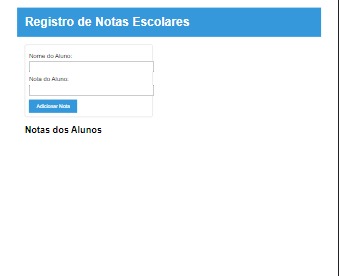 Registro de Notas Escolares
Nome do Aluno:
Nota do Aluno:
Adicionar Nota
Notas dos Alunos